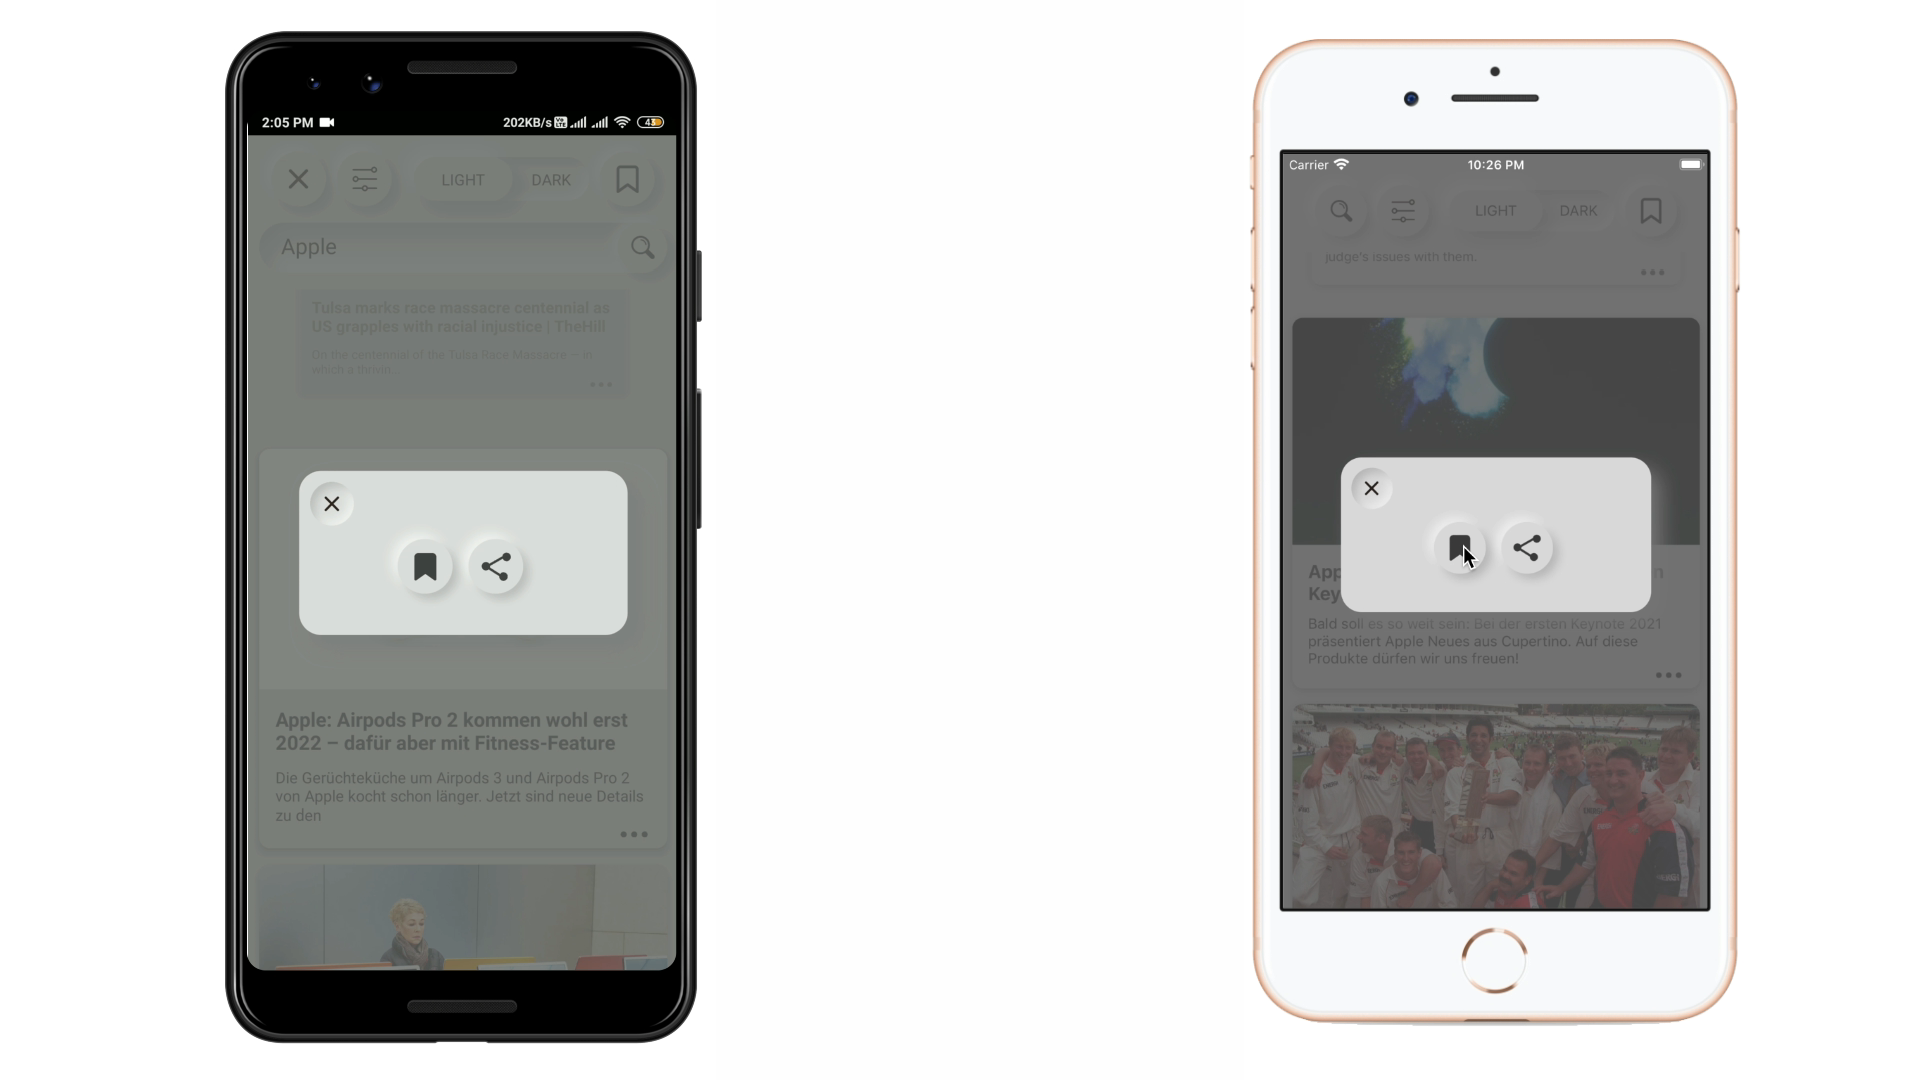 2:05 PM
202KB/s
43
LIGHT
DARK
Apple
Tulsa marks race massacre centennial as
US grapples with racial injustice | TheHill
On the centennial of the Tulsa Race Massacre — in
which a thrivin...
Apple: Airpods Pro 2 kommen wohl erst
2022 – dafür aber mit Fitness-Feature
Die Gerüchteküche um Airpods 3 und Airpods Pro 2
von Apple kocht schon länger. Jetzt sind neue Details
zu den
Carrier
10:26 PM
LIGHT
DARK
judge's issues with them.
App
n
Key
Bald soll es so weit sein: Bei der ersten Keynote 2021
präsentiert Apple Neues aus Cupertino. Auf diese
Produkte dürfen wir uns freuen!